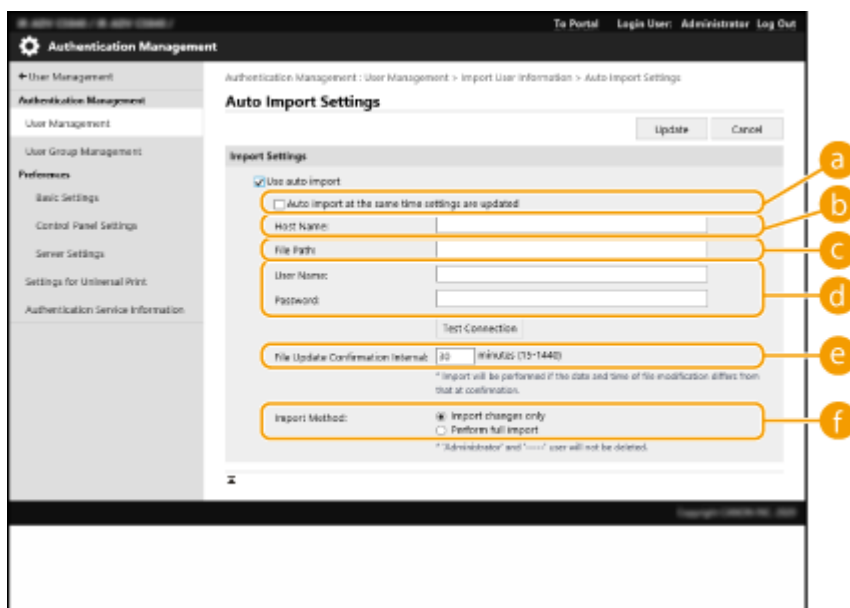 To Portal Login User: Administrator Log Out
Authentication Management
User Management
Authentication Management
User Management
User Group Management
Preferences
Basic Settings
Control Panel Settings
Server Settings
Settings for Universal Print
Authentication Service Information
Authentication Management : User Management > Import User Information > Auto Import Settings
Auto Import Settings
Update Cancel
Import Settings
Use auto import
Auto import at the same time settings are updated
a
Host Name:
b
File Path:
c
User Name:
Password:
d
Test Connection
File Update Confirmation Interval: 30 minutes (15-1440)
e
* Import will be performed if the date and time of file modification differs from
that at confirmation.
Import Method: Import changes only
Perform full import
f
* "Administrator" and "-----" user will not be deleted.